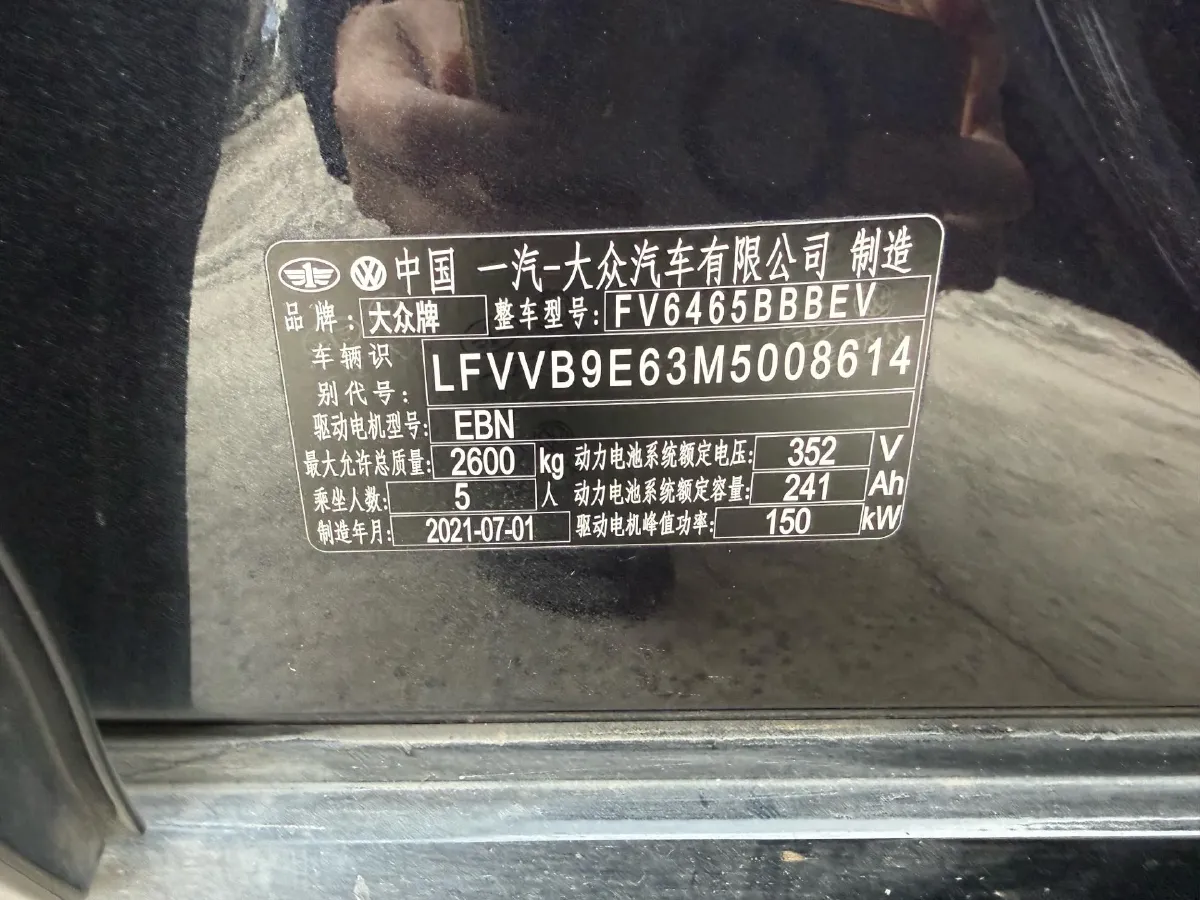 中国 一汽-大众汽车有限公司 制造
品牌: 大众牌 整车型号: FV6465BBBEV
车辆识别代号: LFVVB9E63M5008614
驱动电机型号: EBN
最大允许总质量: 2600 kg 动力电池系统额定电压: 352 V
乘坐人数: 5 人 动力电池系统额定容量: 241 Ah
制造年月: 2021-07-01 驱动电机峰值功率: 150 kW